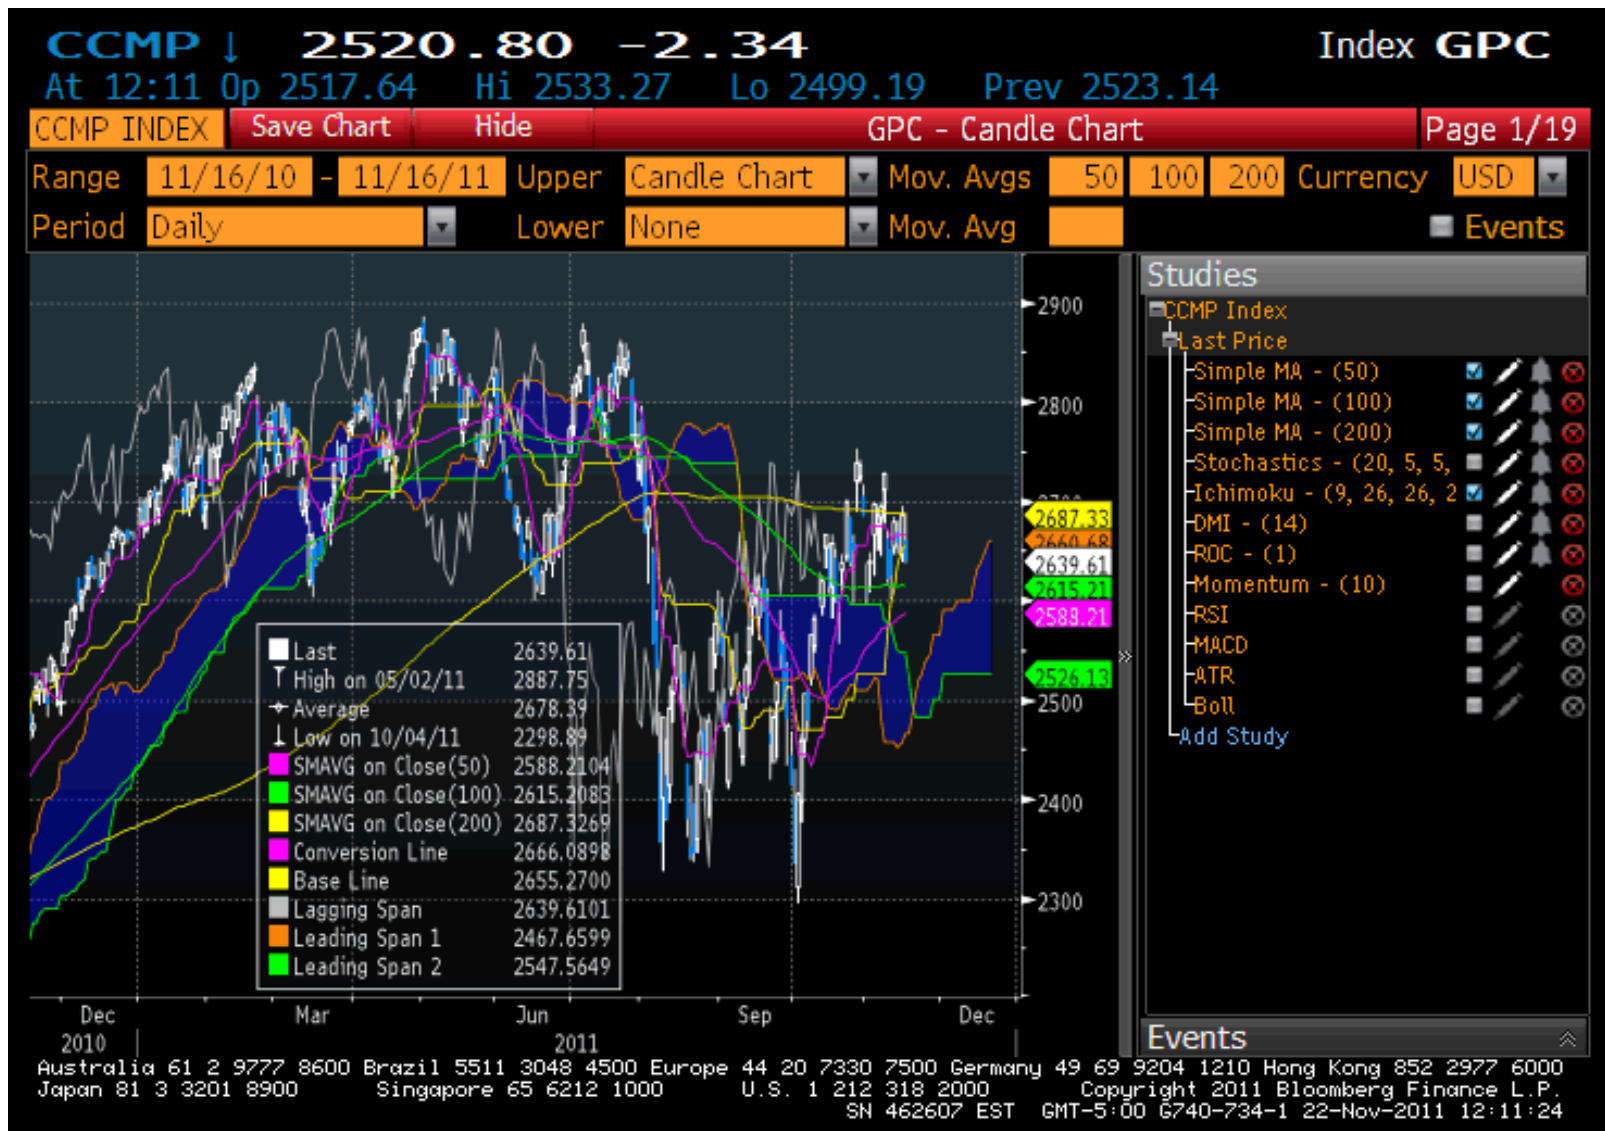 CCMP ↓ 2520.80 -2.34 Index GPC
At 12:11 Op 2517.64 Hi 2533.27 Lo 2499.19 Prev 2523.14
CCMP INDEX Save Chart Hide GPC - Candle Chart Page 1/19
Range 11/16/10 - 11/16/11 Upper Candle Chart Mov. Avgs 50 100 200 Currency USD
Period Daily Lower None Mov. Avg Events
Studies
CCMP Index
Last Price
Simple MA - (50)
Simple MA - (100)
Simple MA - (200)
Stochastics - (20, 5, 5,
Ichimoku - (9, 26, 26, 2
DMI - (14)
ROC - (1)
Momentum - (10)
RSI
MACD
ATR
Boll
Add Study
2900
2800
2687.33
2660.68
2639.61
2615.21
2588.21
2526.13
»
2500
2400
2300
Last 2639.61
High on 05/02/11 2887.75
Average 2678.39
Low on 10/04/11 2298.89
SMAVG on Close(50) 2588.2104
SMAVG on Close(100) 2615.2083
SMAVG on Close(200) 2687.3269
Conversion Line 2666.0898
Base Line 2655.2700
Lagging Span 2639.6101
Leading Span 1 2467.6599
Leading Span 2 2547.5649
Dec Mar Jun Sep Dec
2010 2011
Events
Australia 61 2 9777 8600 Brazil 5511 3048 4500 Europe 44 20 7330 7500 Germany 49 69 9204 1210 Hong Kong 852 2977 6000
Japan 81 3 3201 8900 Singapore 65 6212 1000 U.S. 1 212 318 2000 Copyright 2011 Bloomberg Finance L.P.
SN 462607 EST GMT-5:00 G740-734-1 22-Nov-2011 12:11:24